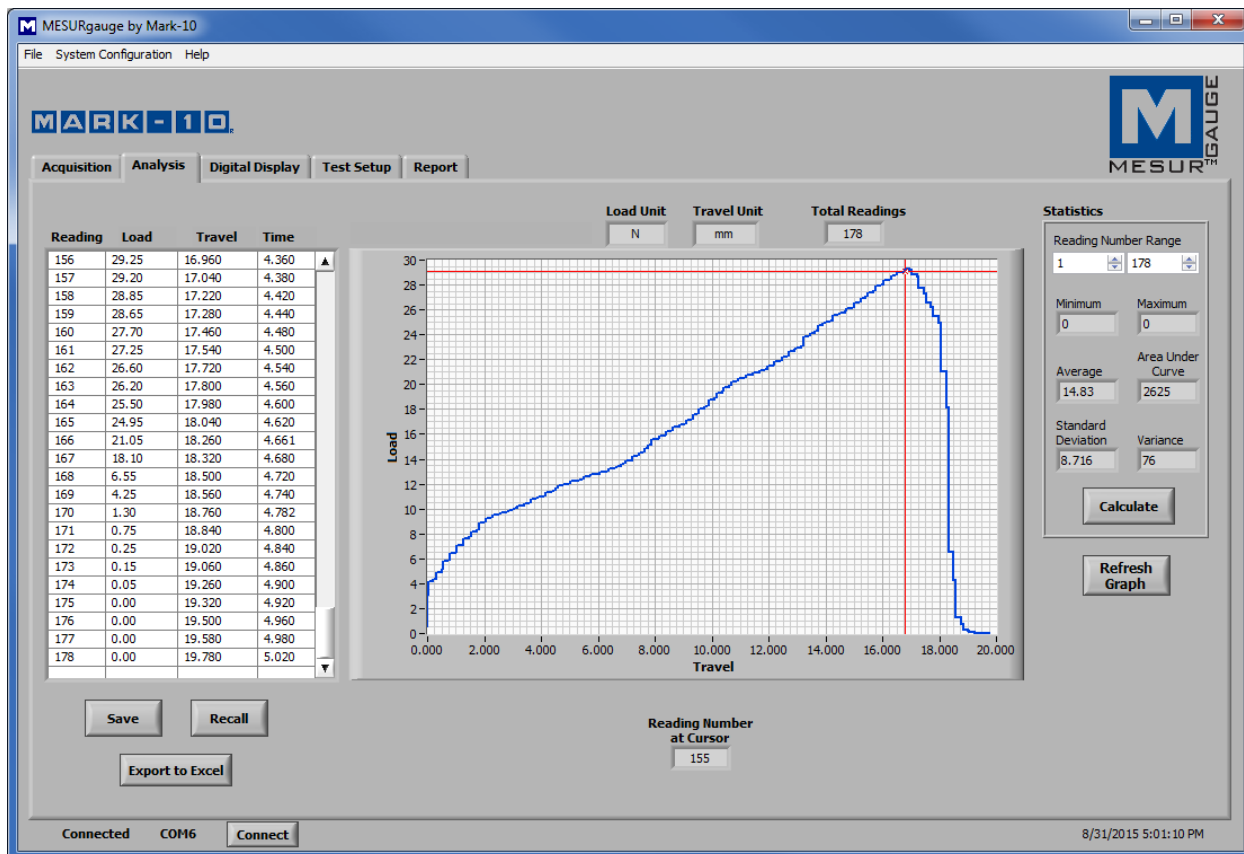 MESURgauge by Mark-10
File System Configuration Help
MARK-10
M
MESUR GAUGE™
Acquisition Analysis Digital Display Test Setup Report
Load Unit Travel Unit Total Readings
N mm 178
Reading Load Travel Time
156 29.25 16.960 4.360
157 29.20 17.040 4.380
158 28.85 17.220 4.420
159 28.65 17.280 4.440
160 27.70 17.460 4.480
161 27.25 17.540 4.500
162 26.60 17.720 4.540
163 26.20 17.800 4.560
164 25.50 17.980 4.600
165 24.95 18.040 4.620
166 21.05 18.260 4.661
167 18.10 18.320 4.680
168 6.55 18.500 4.720
169 4.25 18.560 4.740
170 1.30 18.760 4.782
171 0.75 18.840 4.800
172 0.25 19.020 4.840
173 0.15 19.060 4.860
174 0.05 19.260 4.900
175 0.00 19.320 4.920
176 0.00 19.500 4.960
177 0.00 19.580 4.980
178 0.00 19.780 5.020
30
28
26
24
22
20
18
16
14
12
10
8
6
4
2
0
Load
0.000 2.000 4.000 6.000 8.000 10.000 12.000 14.000 16.000 18.000 20.000
Travel
Statistics
Reading Number Range
1 178
Minimum Maximum
0 0
Average Area Under Curve
14.83 2625
Standard Deviation Variance
8.716 76
Calculate
Refresh
Graph
Save Recall
Export to Excel
Reading Number
at Cursor
155
Connected COM6 Connect
8/31/2015 5:01:10 PM